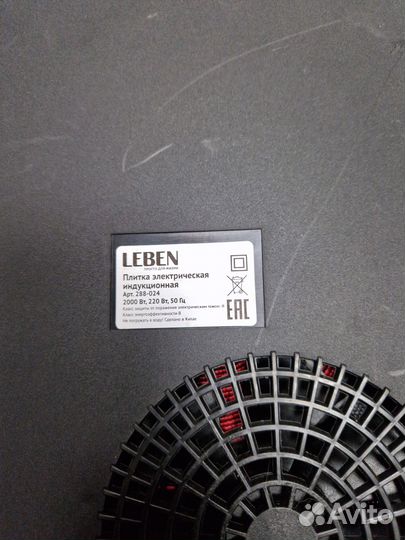 LEBEN
ПРОСТО ДЛЯ ЖИЗНИ
Плитка электрическая
индукционная
Арт. 288-024
2000 Вт, 220 Вт, 50 Гц
Класс защиты от поражения электрическим током- II
Класс энергоэффективности B
Не погружать в воду! Сделано в Китае
EAC
Avito